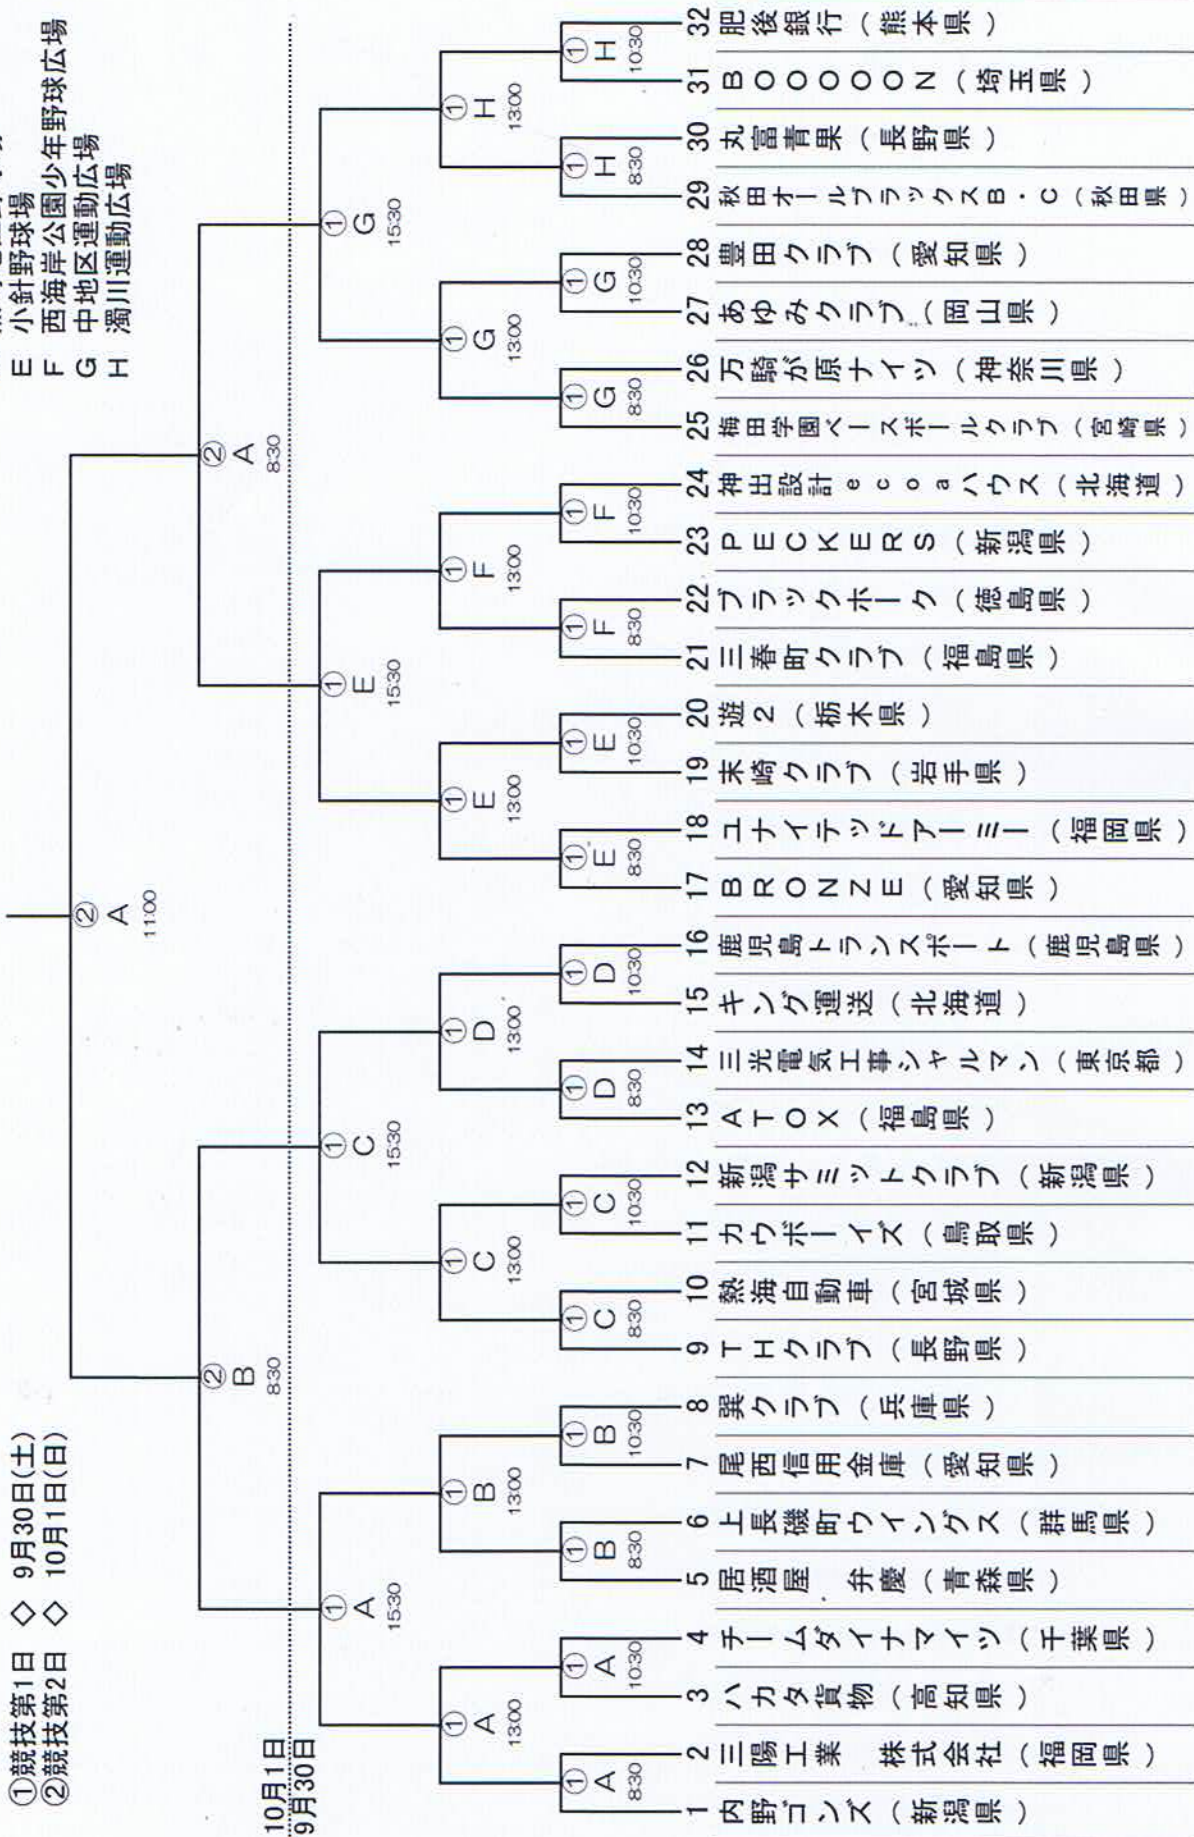 ①競技第1日 ◇ 9月30日(土)
②競技第2日 ◇ 10月1日(日)
E 小針野球場
F 西海岸公園少年野球広場
G 中地区運動広場
H 濁川運動広場
② A 11:00
② B 8:30
② A 8:30
10月1日
9月30日
① A 15:30
① C 15:30
① E 15:30
① G 15:30
① A 13:00
① B 13:00
① C 13:00
① D 13:00
① E 13:00
① F 13:00
① G 13:00
① H 13:00
① A 8:30
① A 10:30
① B 8:30
① B 10:30
① C 8:30
① C 10:30
① D 8:30
① D 10:30
① E 8:30
① E 10:30
① F 8:30
① F 10:30
① G 8:30
① G 10:30
① H 8:30
① H 10:30
1 内野ゴンズ(新潟県)
2 三陽工業 株式会社(福岡県)
3 ハカタ貨物(高知県)
4 チームダイナマイツ(千葉県)
5 居酒屋 弁慶(青森県)
6 上長磯町ウイングス(群馬県)
7 尾西信用金庫(愛知県)
8 巽クラブ(兵庫県)
9 THクラブ(長野県)
10 熱海自動車(宮城県)
11 カウボーイズ(鳥取県)
12 新潟サミットクラブ(新潟県)
13 ATOX(福島県)
14 三光電気工事シャルマン(東京都)
15 キング運送(北海道)
16 鹿児島トランスポート(鹿児島県)
17 BRONZE(愛知県)
18 ユナイテッドアーミー(福岡県)
19 末崎クラブ(岩手県)
20 遊2(栃木県)
21 三春町クラブ(福島県)
22 ブラックホーク(徳島県)
23 PECKERS(新潟県)
24 神出設計ecoaハウス(北海道)
25 梅田学園ベースボールクラブ(宮崎県)
26 万騎が原ナイツ(神奈川県)
27 あゆみクラブ(岡山県)
28 豊田クラブ(愛知県)
29 秋田オールブラックスB・C(秋田県)
30 丸富青果(長野県)
31 BOOOON(埼玉県)
32 肥後銀行(熊本県)